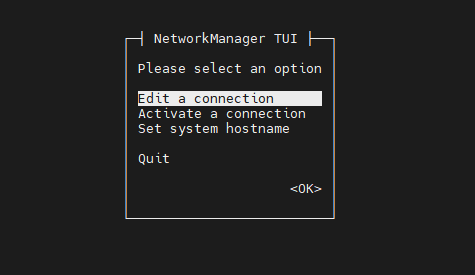 NetworkManager TUI
Please select an option
Edit a connection
Activate a connection
Set system hostname
Quit
<OK>